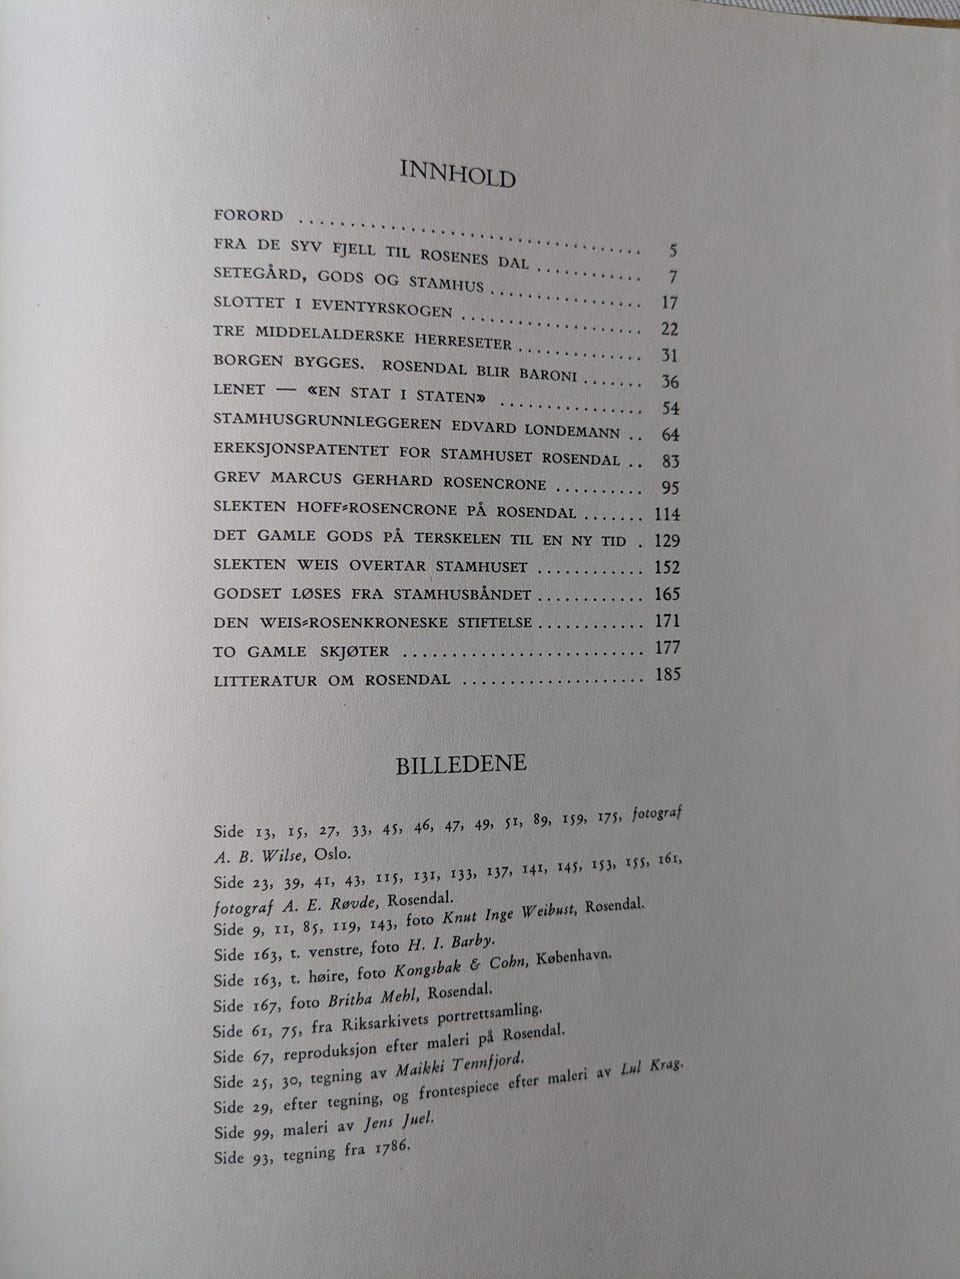 INNHOLD
FORORD .................................... 5
FRA DE SYV FJELL TIL ROSENES DAL ........... 7
SETEGÅRD, GODS OG STAMHUS ................ 17
SLOTTET I EVENTYRSKOGEN ................... 22
TRE MIDDELALDERSKE HERRESETER ............. 31
BORGEN BYGGES. ROSENDAL BLIR BARONI ....... 36
LENET — «EN STAT I STATEN» ................ 54
STAMHUSGRUNNLEGGEREN EDVARD LONDEMANN .. 64
EREKSJONSPATENTET FOR STAMHUSET ROSENDAL .. 83
GREV MARCUS GERHARD ROSENCRONE .......... 95
SLEKTEN HOFF-ROSENCRONE PÅ ROSENDAL ....... 114
DET GAMLE GODS PÅ TERSKELEN TIL EN NY TID . 129
SLEKTEN WEIS OVERTAR STAMHUSET ............ 152
GODSET LØSES FRA STAMHUSBÅNDET ............ 165
DEN WEIS-ROSENKRONESKE STIFTELSE ............ 171
TO GAMLE SKJØTER ......................... 177
LITTERATUR OM ROSENDAL ................... 185
BILLEDENE
Side 13, 15, 27, 33, 45, 46, 47, 49, 51, 89, 159, 175, fotograf
A. B. Wilse, Oslo.
Side 23, 39, 41, 43, 115, 131, 133, 137, 141, 145, 153, 155, 161,
fotograf A. E. Røvde, Rosendal.
Side 9, 11, 85, 119, 143, foto Knut Inge Weibust, Rosendal.
Side 163, t. venstre, foto H. I. Barby.
Side 163, t. høire, foto Kongsbak & Cohn, København.
Side 167, foto Britha Mehl, Rosendal.
Side 61, 75, fra Riksarkivets portrettsamling.
Side 67, reproduksjon efter maleri på Rosendal.
Side 25, 30, tegning av Maikki Tennfjord.
Side 29, efter tegning, og frontespiece efter maleri av Lul Krag.
Side 99, maleri av Jens Juel.
Side 93, tegning fra 1786.